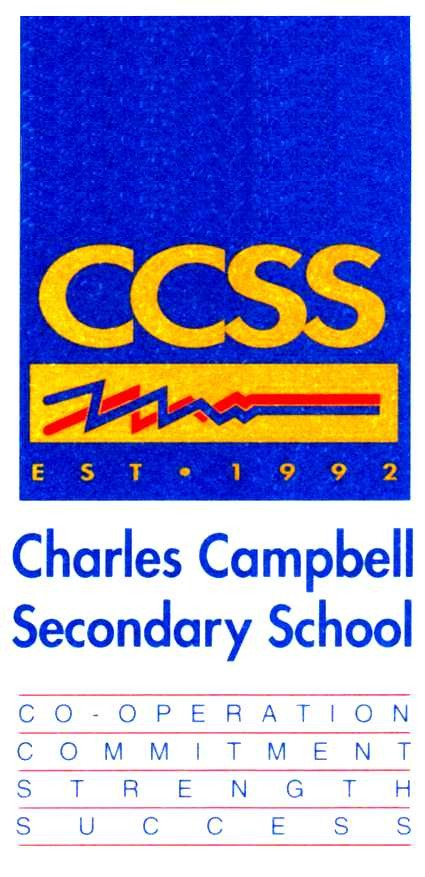 CCSS
EST • 1992
Charles Campbell
Secondary School
CO-OPERATION
COMMITMENT
STRENGTH
SUCCESS